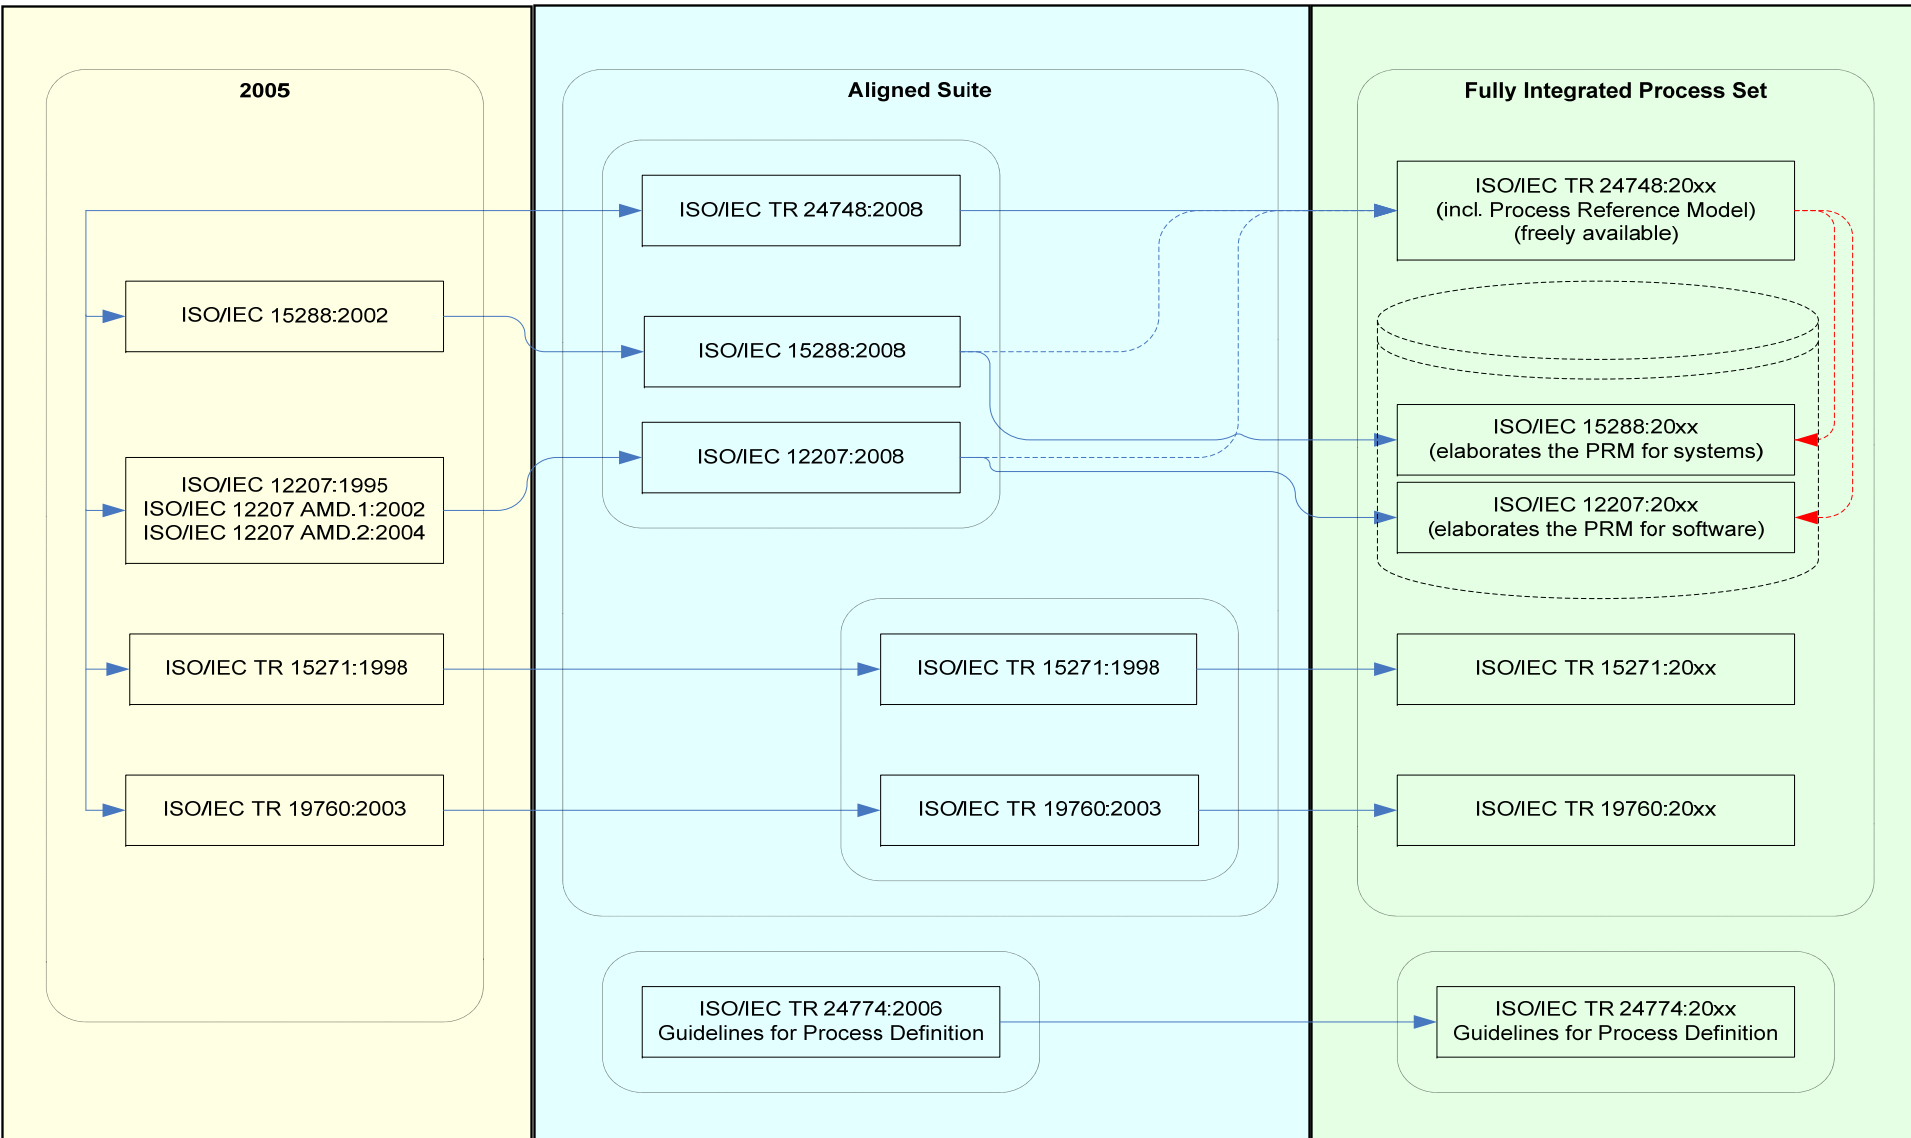 2005
ISO/IEC 15288:2002
ISO/IEC 12207:1995
ISO/IEC 12207 AMD.1:2002
ISO/IEC 12207 AMD.2:2004
ISO/IEC TR 15271:1998
ISO/IEC TR 19760:2003
Aligned Suite
ISO/IEC TR 24748:2008
ISO/IEC 15288:2008
ISO/IEC 12207:2008
ISO/IEC TR 15271:1998
ISO/IEC TR 19760:2003
ISO/IEC TR 24774:2006
Guidelines for Process Definition
Fully Integrated Process Set
ISO/IEC TR 24748:20xx
(incl. Process Reference Model)
(freely available)
ISO/IEC 15288:20xx
(elaborates the PRM for systems)
ISO/IEC 12207:20xx
(elaborates the PRM for software)
ISO/IEC TR 15271:20xx
ISO/IEC TR 19760:20xx
ISO/IEC TR 24774:20xx
Guidelines for Process Definition